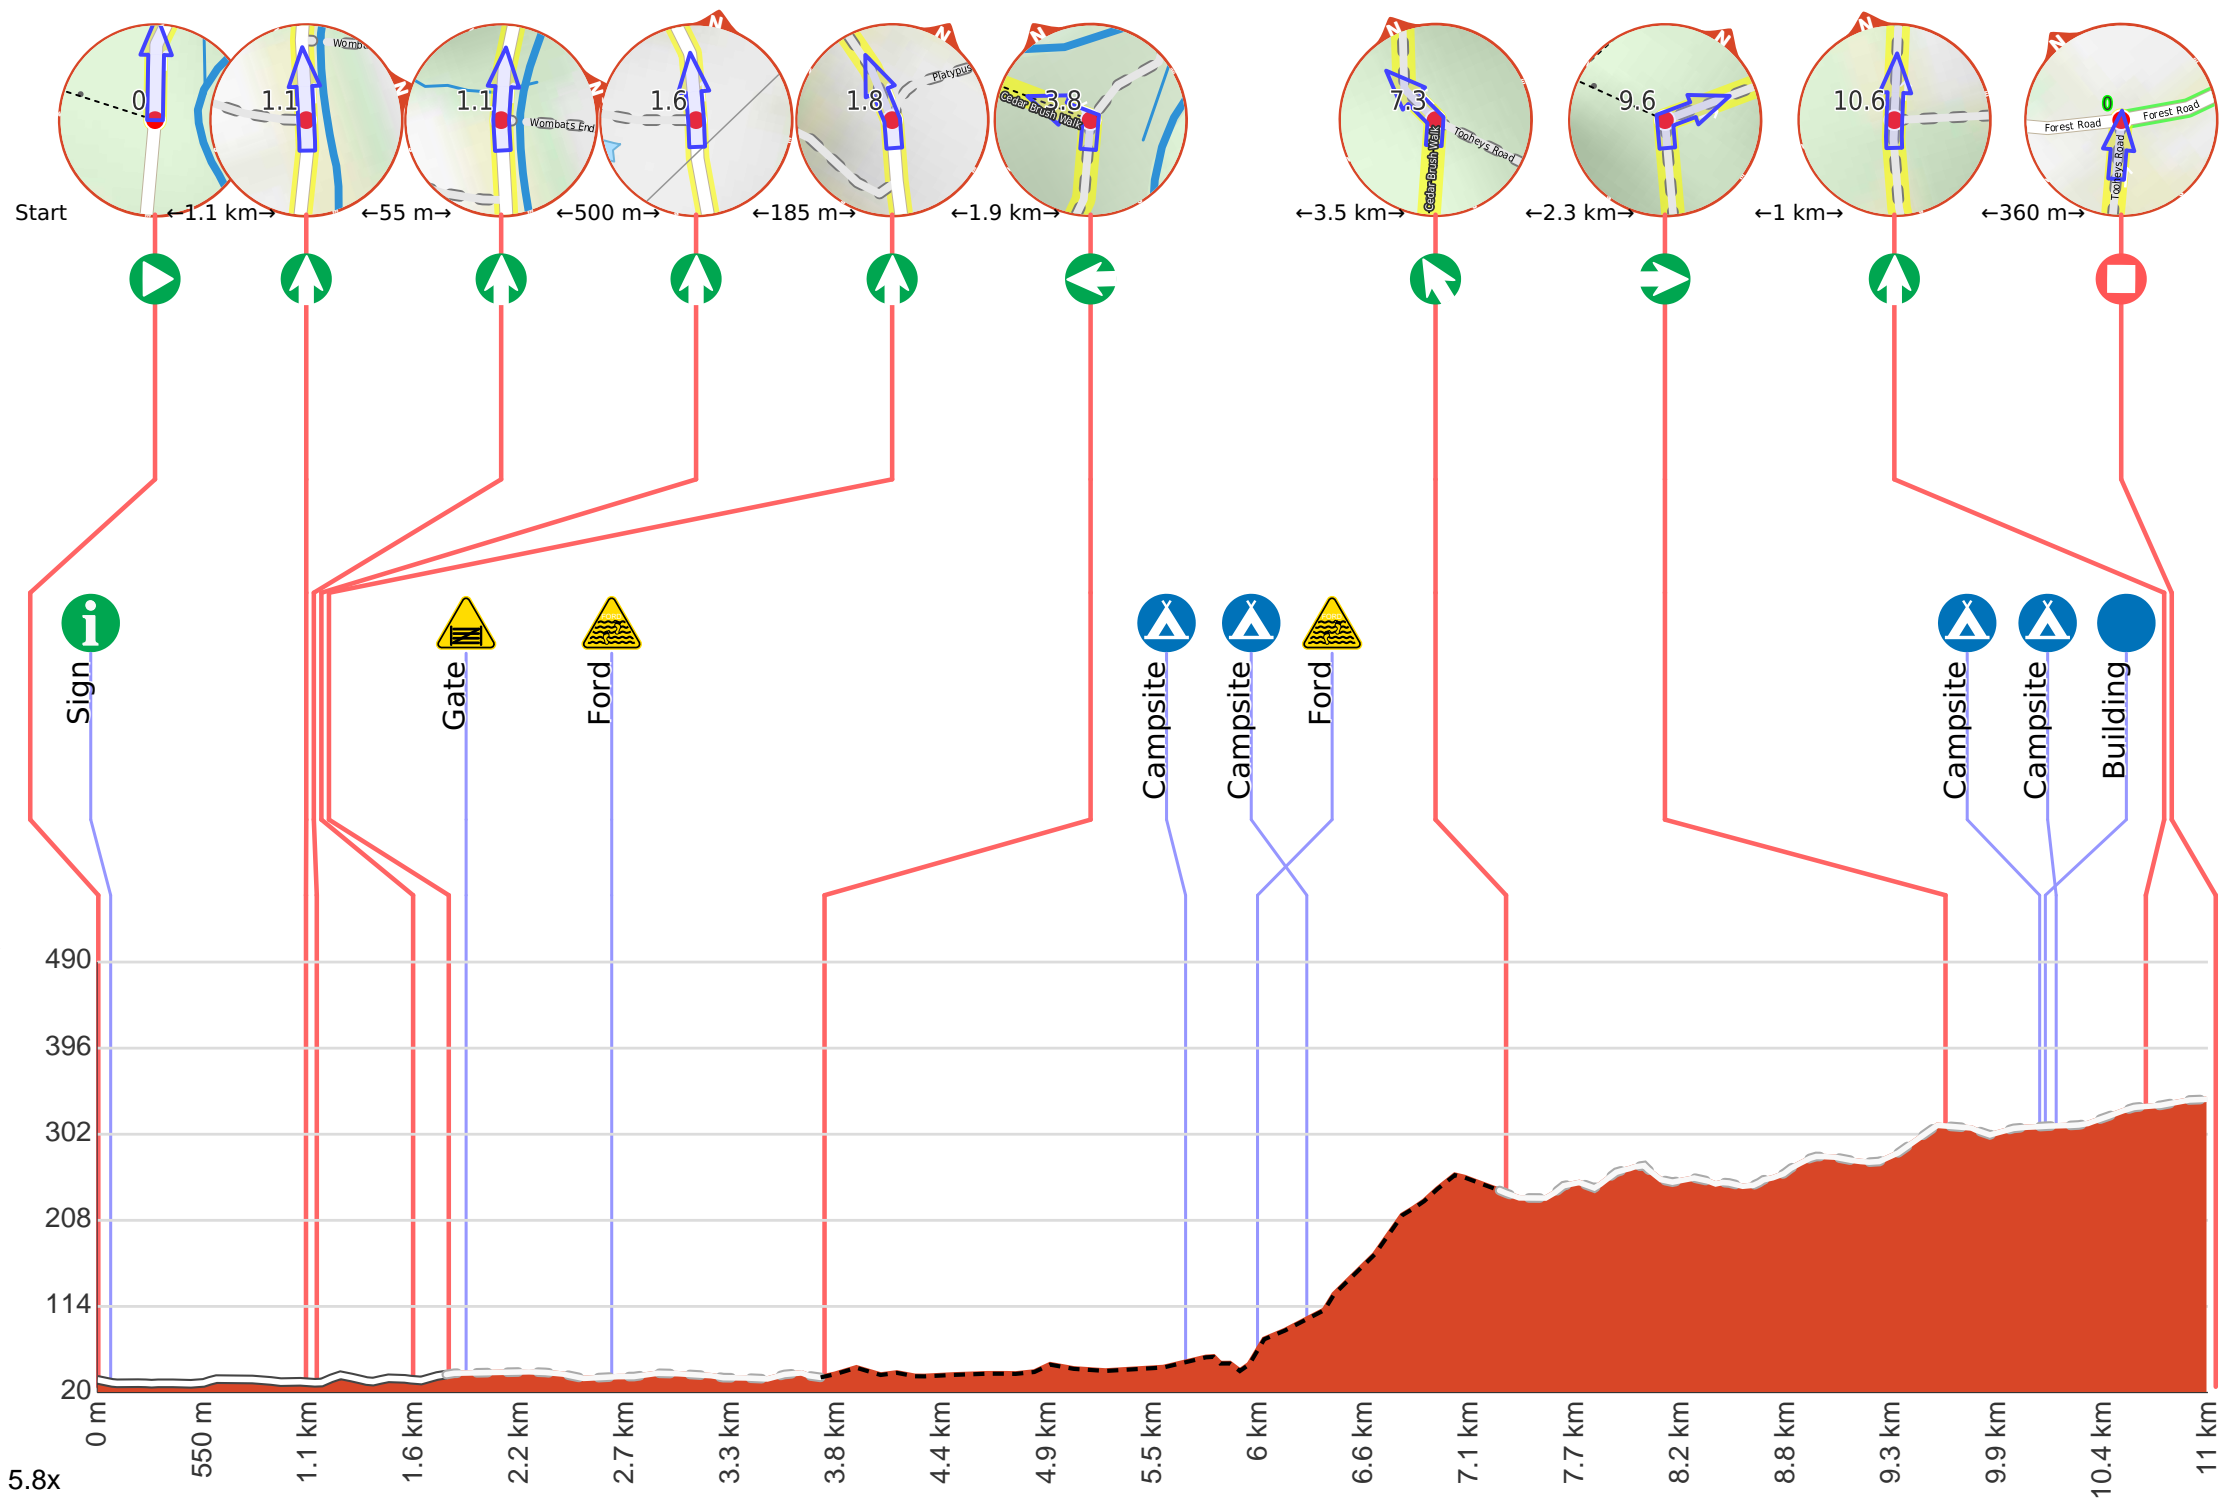 N
N
N
N
N
N
N
N
N
0
1.1
Womb
1.1
Wombats End
1.6
1.8
Platypus
3.8
Cedar Brush Walk
7.3
Cedar Brush Walk
Tooheys Road
9.6
10.6
0
Forest Road
Forest Road
Tooheys Road
Start
←1.1 km→
←55 m→
←500 m→
←185 m→
←1.9 km→
←3.5 km→
←2.3 km→
←1 km→
←360 m→
Sign
Gate
Ford
Campsite
Campsite
Ford
Campsite
Campsite
Building
490
396
302
208
114
20
0 m
550 m
1.1 km
1.6 km
2.2 km
2.7 km
3.3 km
3.8 km
4.4 km
4.9 km
5.5 km
6 km
6.6 km
7.1 km
7.7 km
8.2 km
8.8 km
9.3 km
9.9 km
10.4 km
11 km
5.8x